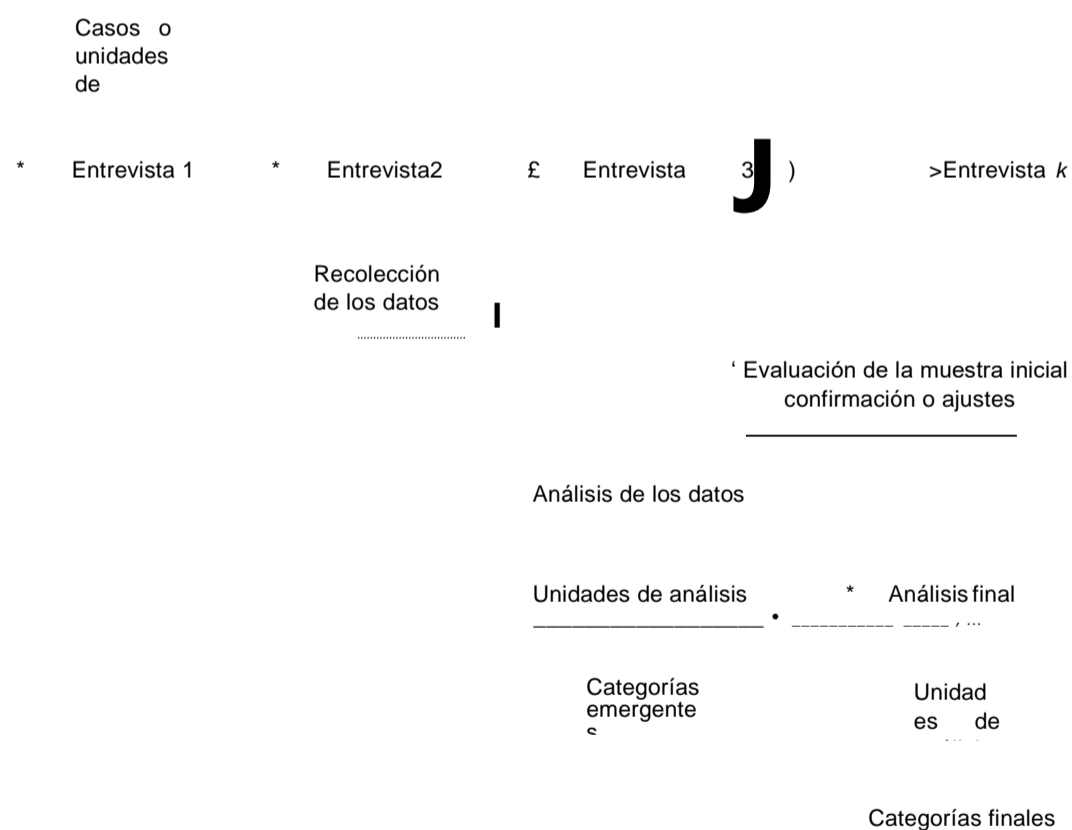 Casos o
unidades
de
* Entrevista 1 * Entrevista2 £ Entrevista 3 J ) >Entrevista k
Recolección
de los datos
I
‘ Evaluación de la muestra inicial
confirmación o ajustes
Análisis de los datos
Unidades de análisis * Análisis final
Categorías
emergente
s
Unidad
es de
Categorías finales